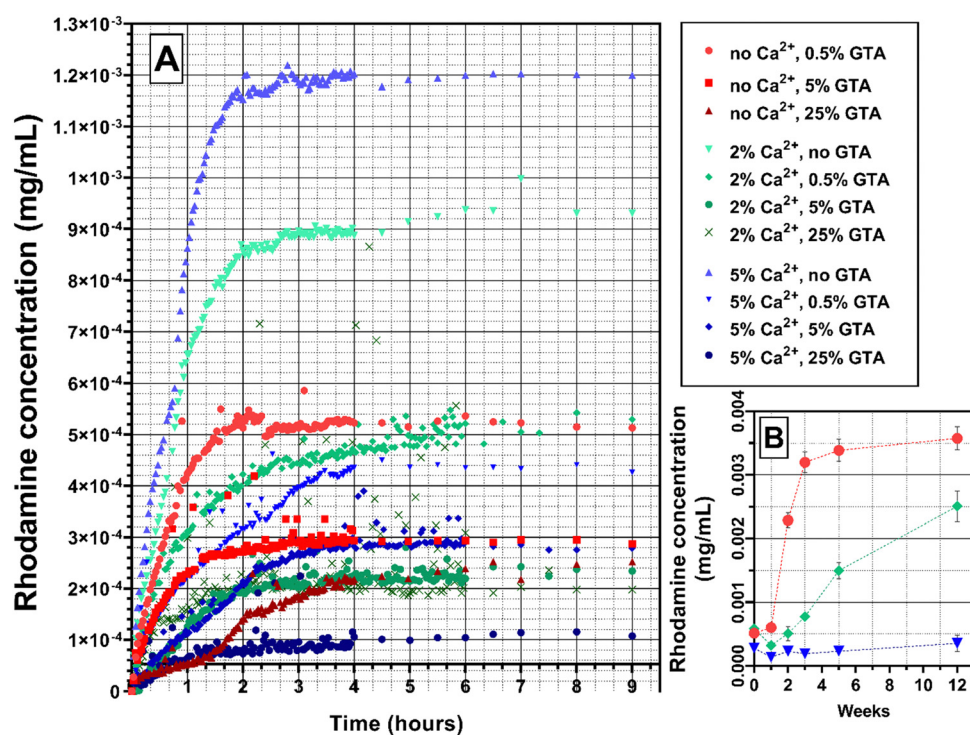 A
Rhodamine concentration (mg/mL)
1.3×10⁻³
1.2×10⁻³
1.1×10⁻³
1×10⁻³
9×10⁻⁴
8×10⁻⁴
7×10⁻⁴
6×10⁻⁴
5×10⁻⁴
4×10⁻⁴
3×10⁻⁴
2×10⁻⁴
1×10⁻⁴
0
1 2 3 4 5 6 7 8 9
Time (hours)
no Ca²⁺, 0.5% GTA
no Ca²⁺, 5% GTA
no Ca²⁺, 25% GTA
2% Ca²⁺, no GTA
2% Ca²⁺, 0.5% GTA
2% Ca²⁺, 5% GTA
2% Ca²⁺, 25% GTA
5% Ca²⁺, no GTA
5% Ca²⁺, 0.5% GTA
5% Ca²⁺, 5% GTA
5% Ca²⁺, 25% GTA
B
Rhodamine concentration
(mg/mL)
0.004
0.003
0.002
0.001
0.000
0 2 4 6 8 10 12
Weeks